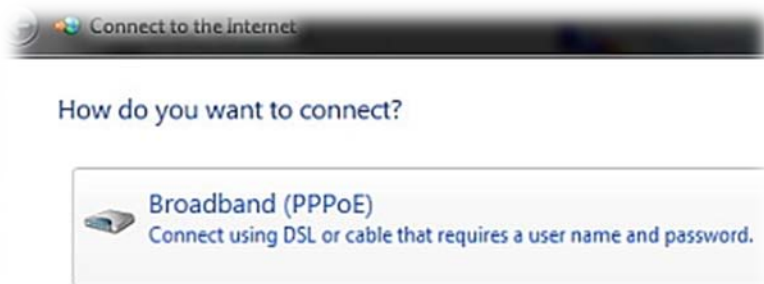 Connect to the Internet
How do you want to connect?
Broadband (PPPoE)
Connect using DSL or cable that requires a user name and password.